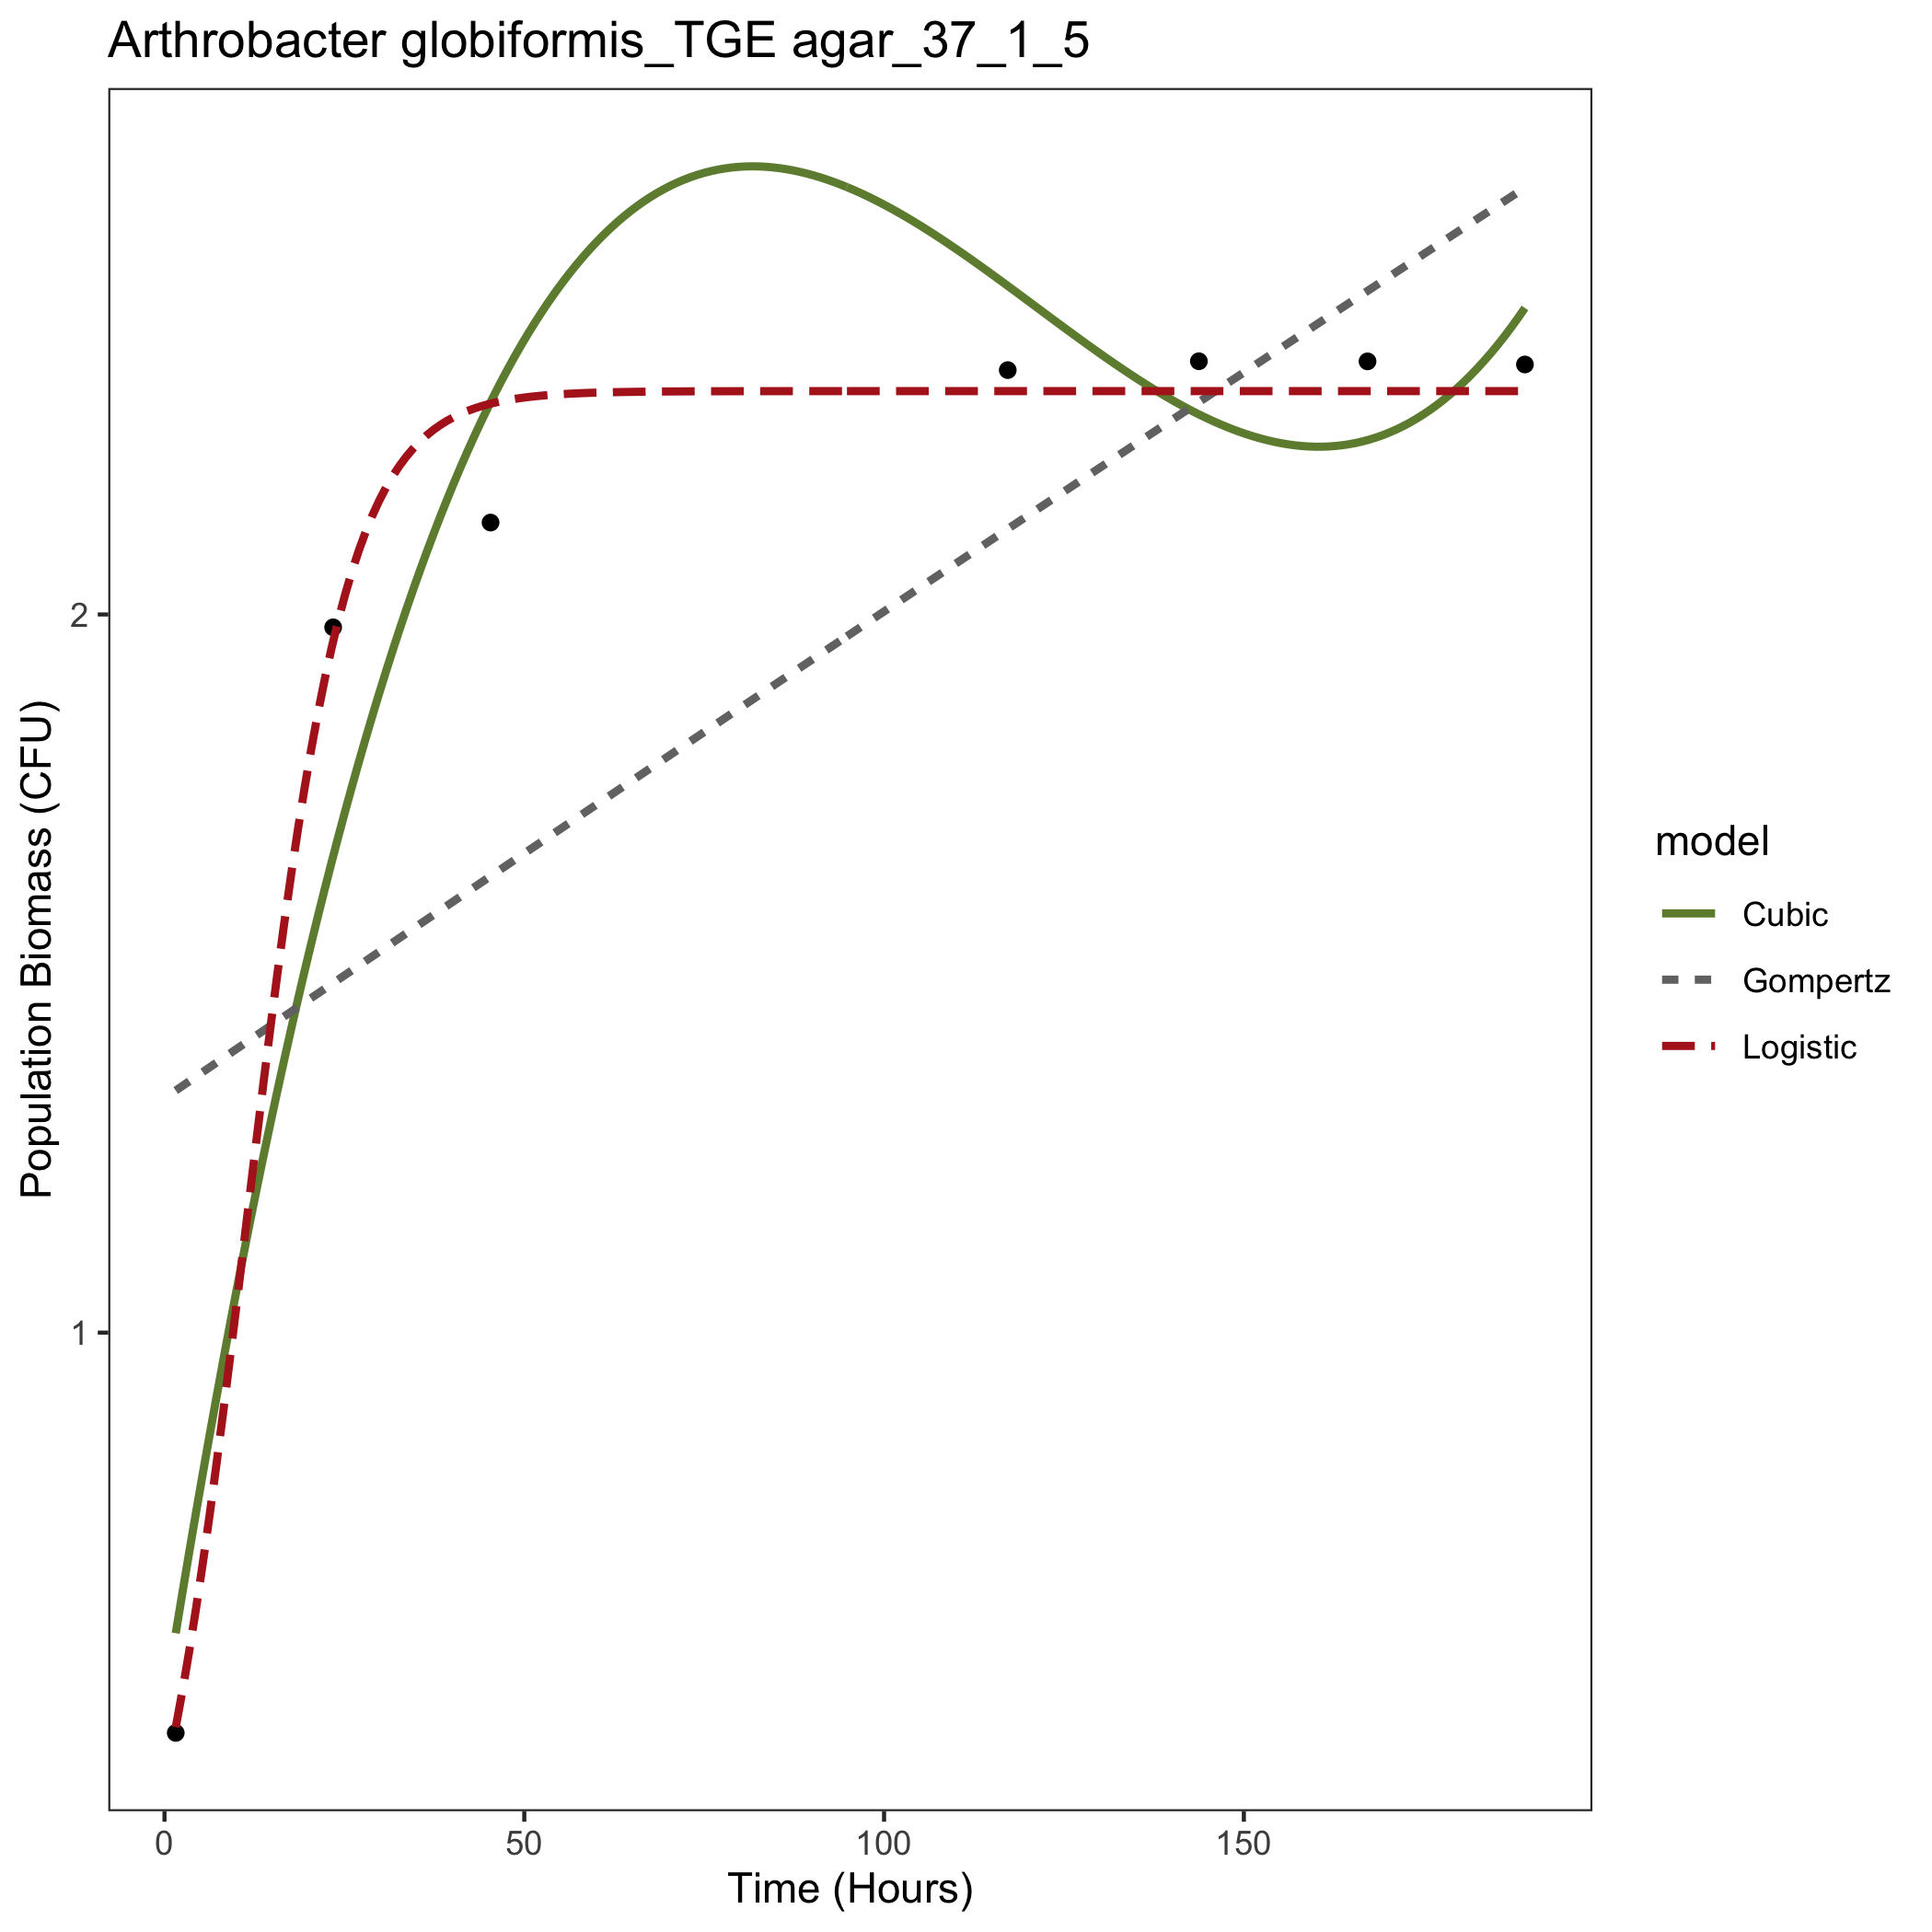 Arthrobacter globiformis_TGE agar_37_1_5
Population Biomass (CFU)
2
1
0 50 100 150
Time (Hours)
model
Cubic
Gompertz
Logistic